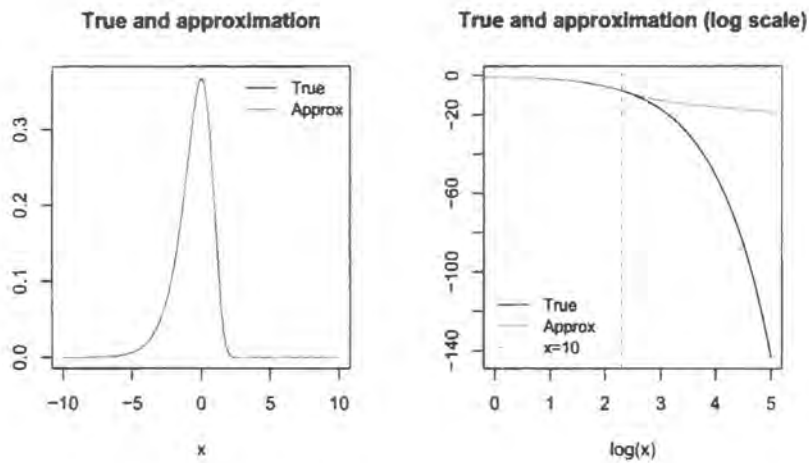 True and approximation
True
Approx
0.3
0.2
0.1
0.0
-10
-5
0
5
10
x
True and approximation (log scale)
0
-20
-60
-100
-140
True
Approx
x=10
0
1
2
3
4
5
log(x)